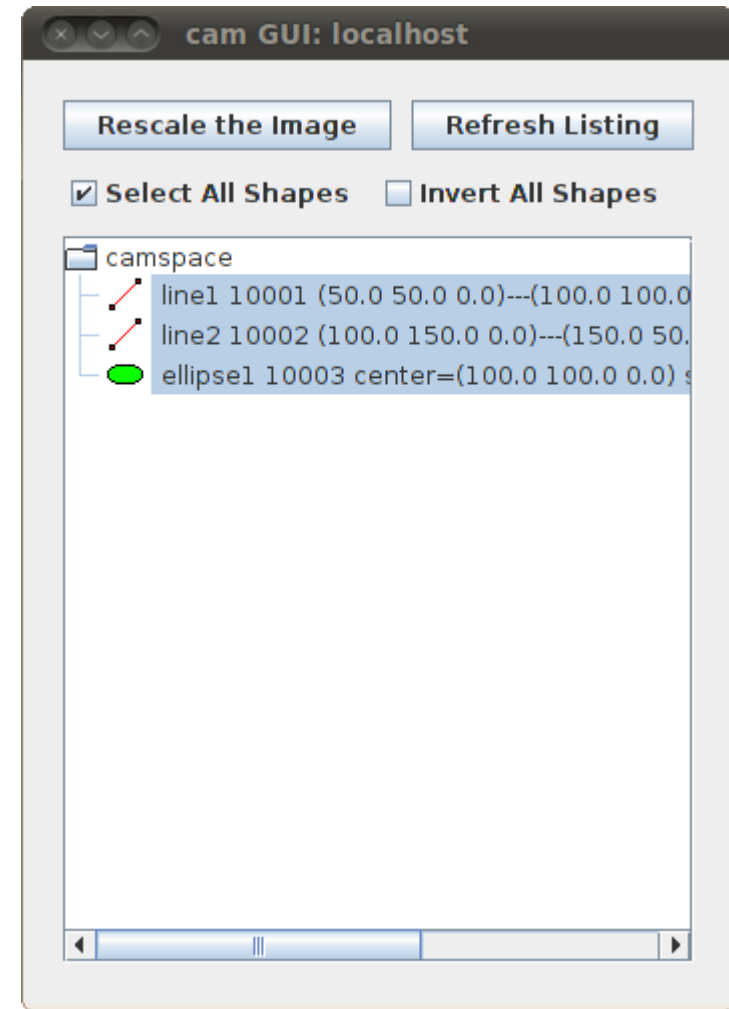 cam GUI: localhost
Rescale the Image Refresh Listing
Select All Shapes Invert All Shapes
camspace
line1 10001 (50.0 50.0 0.0)---(100.0 100.0
line2 10002 (100.0 150.0 0.0)---(150.0 50.
ellipse1 10003 center=(100.0 100.0 0.0) s